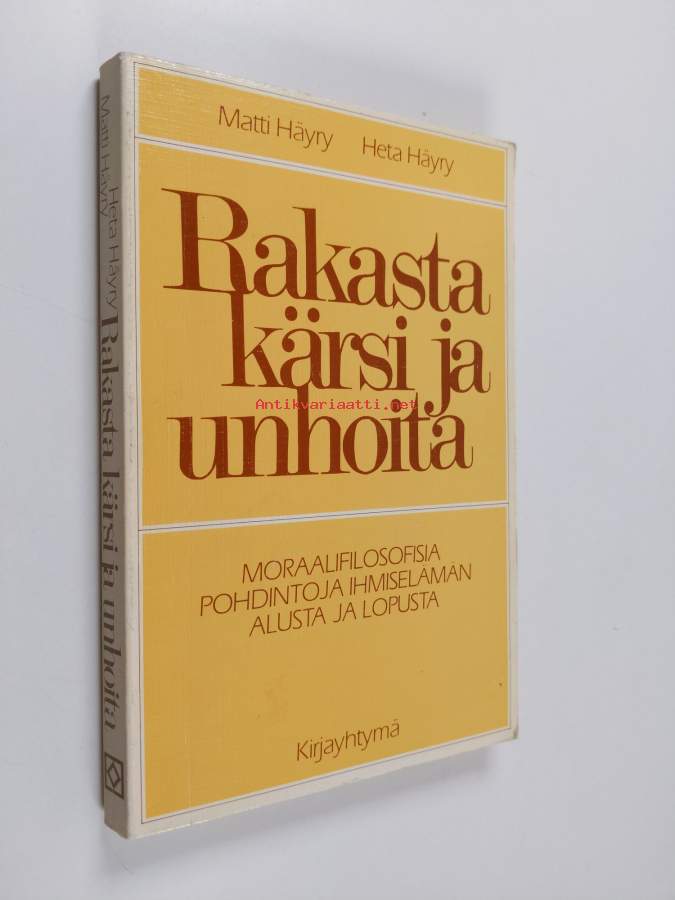 Matti Häyry Heta Häyry
Rakasta
kärsi ja
unhoita
Antikvariaatti.net
MORAALIFILOSOFISIA
POHDINTOJA IHMISELÄMÄN
ALUSTA JA LOPUSTA
Kirjayhtymä
Matti Häyry
Heta Häyry
Rakasta kärsi ja unhoita